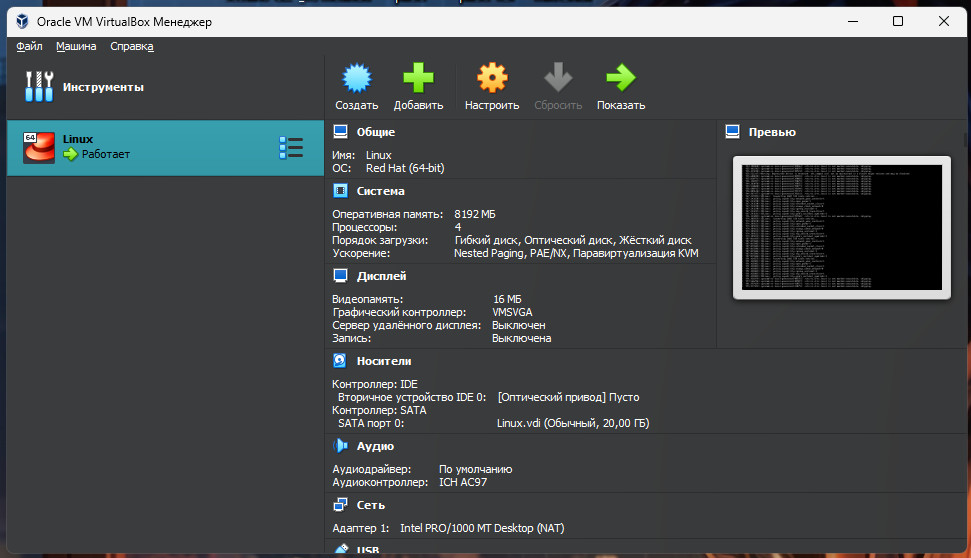 Oracle VM VirtualBox Менеджер
Файл Машина Справка
Инструменты
Создать Добавить Настроить Сбросить Показать
64
Linux
Работает
Общие
Имя: Linux
ОС: Red Hat (64-bit)
Система
Оперативная память: 8192 МБ
Процессоры: 4
Порядок загрузки: Гибкий диск, Оптический диск, Жёсткий диск
Ускорение: Nested Paging, PAE/NX, Паравиртуализация KVM
Дисплей
Видеопамять: 16 МБ
Графический контроллер: VMSVGA
Сервер удалённого дисплея: Выключен
Запись: Выключена
Превью
Носители
Контроллер: IDE
Вторичное устройство IDE 0: [Оптический привод] Пусто
Контроллер: SATA
SATA порт 0: Linux.vdi (Обычный, 20,00 ГБ)
Аудио
Аудиодрайвер: По умолчанию
Аудиоконтроллер: ICH AC97
Сеть
Адаптер 1: Intel PRO/1000 MT Desktop (NAT)
USB